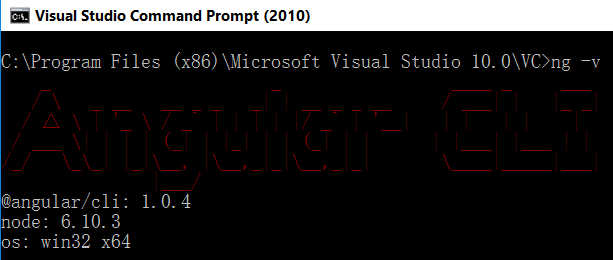 Visual Studio Command Prompt (2010)
C:\Program Files (x86)\Microsoft Visual Studio 10.0\VC>ng -v
Angular CLI
@angular/cli: 1.0.4
node: 6.10.3
os: win32 x64